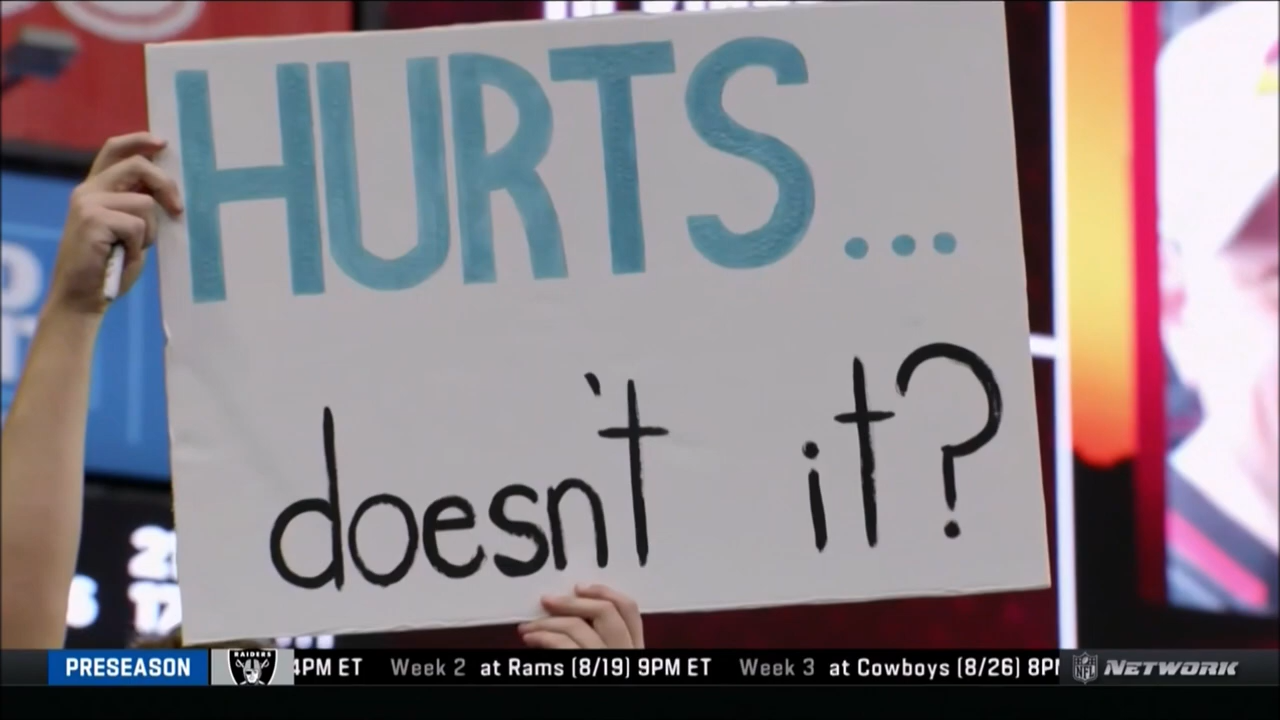 HURTS...
doesn't it?
PRESEASON RAIDERS 4PM ET Week 2 at Rams (8/19) 9PM ET Week 3 at Cowboys (8/26) 8P NFL NETWORK